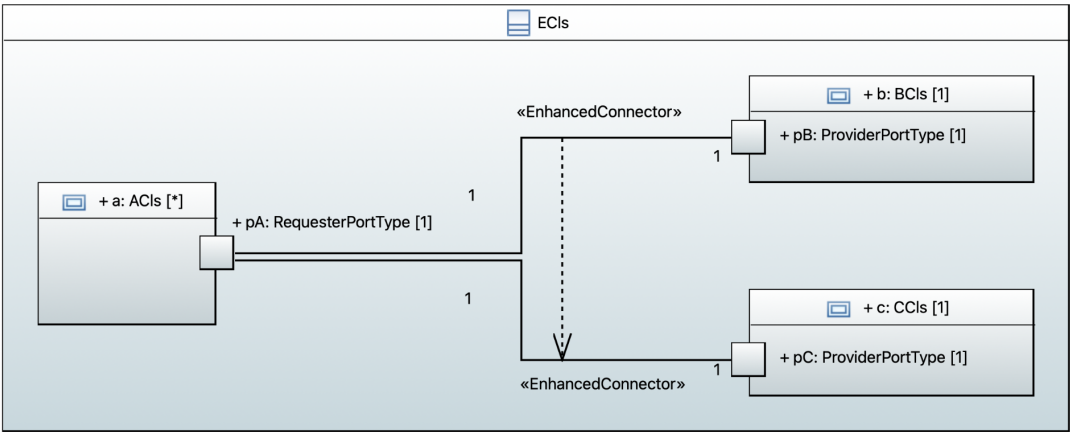 ECls
+ b: BCls [1]
«EnhancedConnector»
+ pB: ProviderPortType [1]
1
1
+ a: ACls [*]
+ pA: RequesterPortType [1]
1
+ c: CCls [1]
+ pC: ProviderPortType [1]
1
«EnhancedConnector»